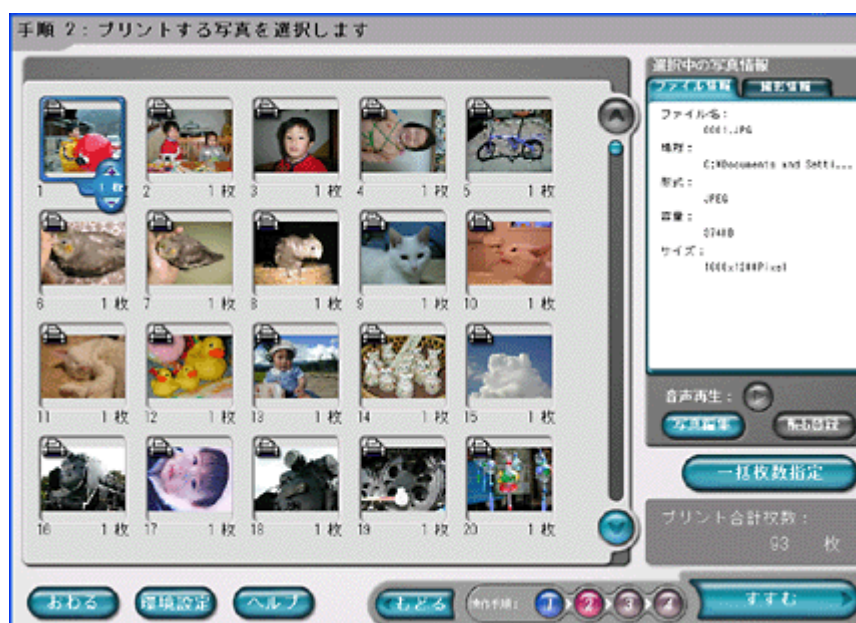 手順 2：プリントする写真を選択します
選択中の写真情報
ファイル情報 撮影情報
ファイル名：
0001.JPG
場所：
C:¥Documents and Setti...
形式：
JPEG
容量：
サイズ：
1600x1200Pixel
音声再生：
写真編集
一括枚数指定
プリント合計枚数：
93 枚
1 1 枚
2 1 枚
3 1 枚
4 1 枚
5 1 枚
6 1 枚
7 1 枚
8 1 枚
9 1 枚
10 1 枚
11 1 枚
12 1 枚
13 1 枚
14 1 枚
15 1 枚
16 1 枚
17 1 枚
18 1 枚
19 1 枚
20 1 枚
おわる 環境設定 ヘルプ もどる 操作手順： 1 2 3 4 すすむ